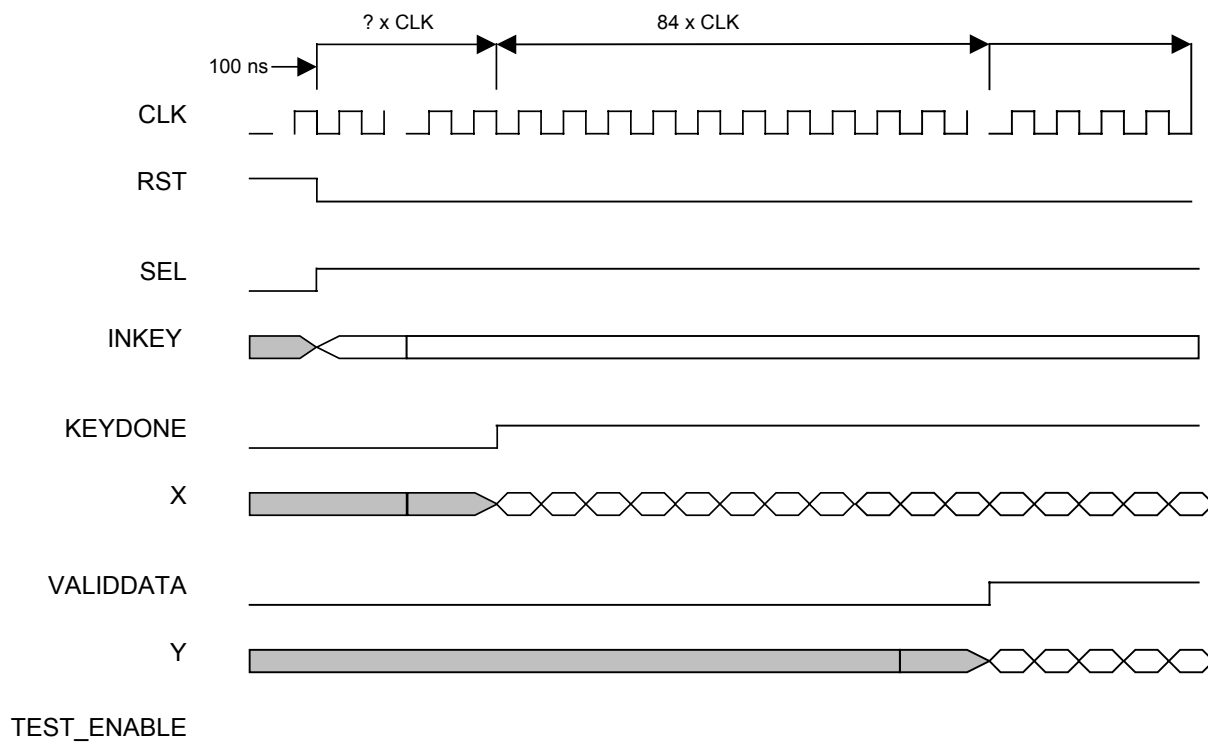 ? x CLK
84 x CLK
100 ns
CLK
RST
SEL
INKEY
KEYDONE
X
VALIDDATA
Y
TEST_ENABLE